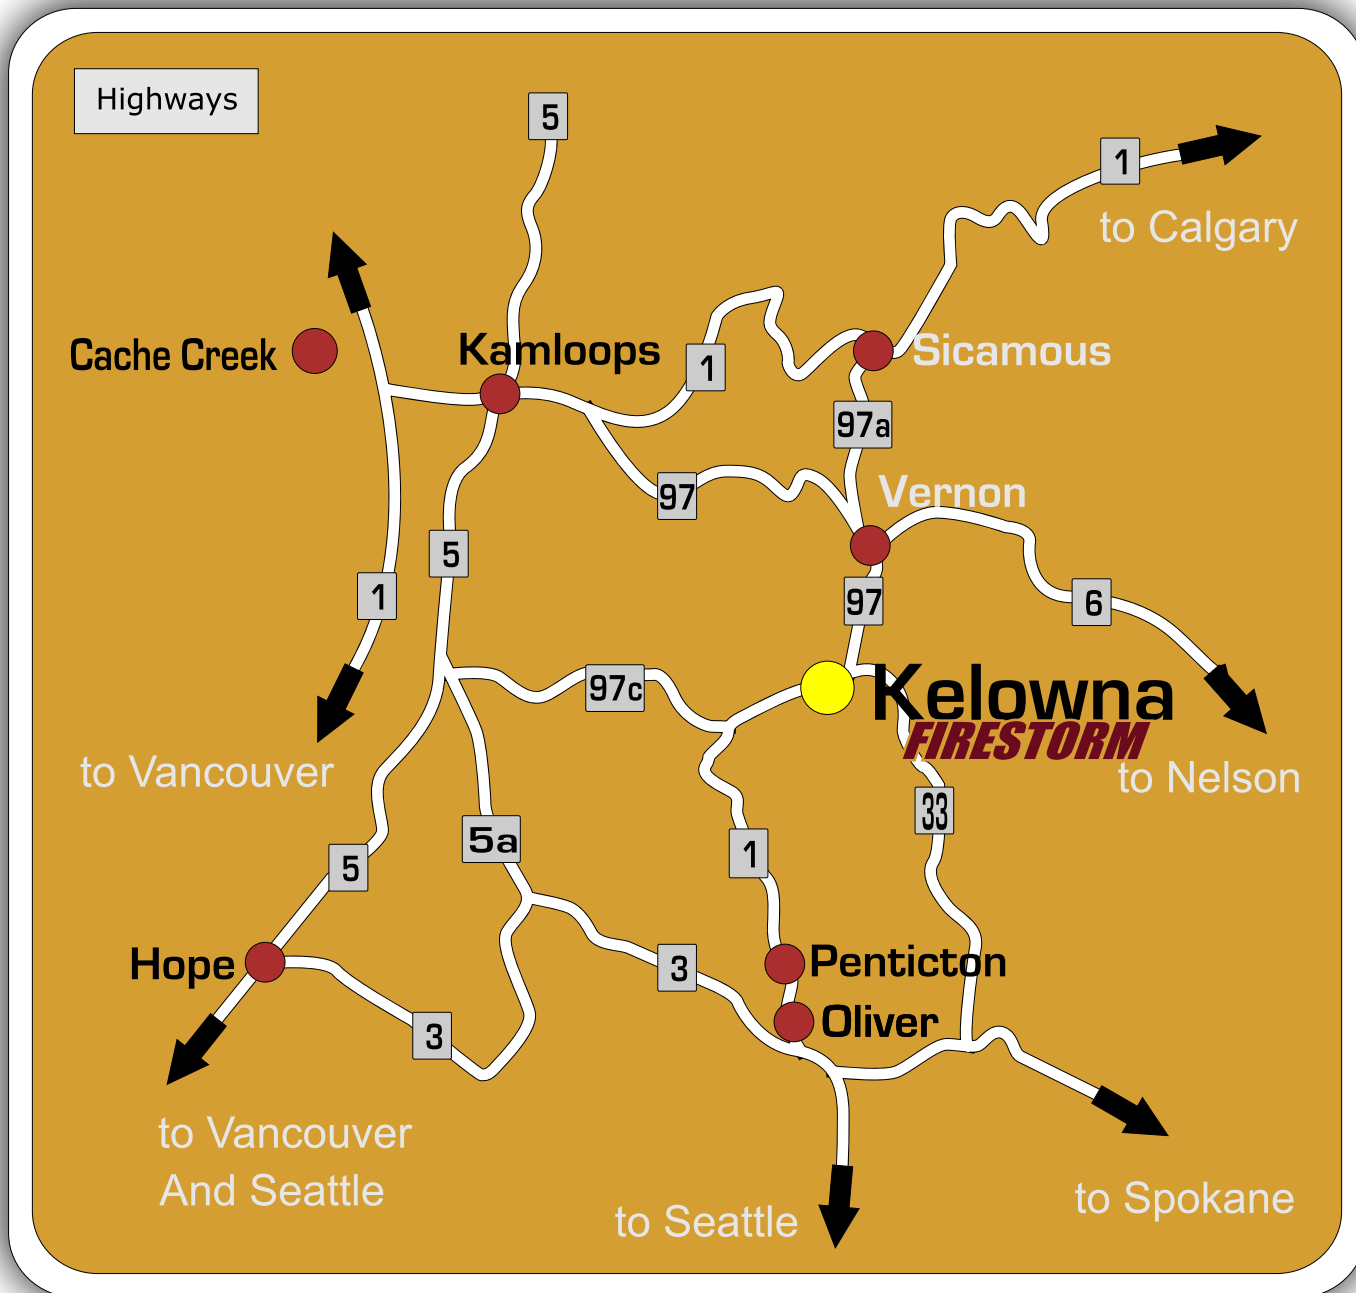 Highways
5
1
to Calgary
Cache Creek
Kamloops
1
Sicamous
97a
97
Vernon
5
1
97
6
97c
Kelowna
FIRESTORM
to Vancouver
to Nelson
33
5a
1
5
Hope
3
Penticton
Oliver
3
to Vancouver
And Seattle
to Seattle
to Spokane